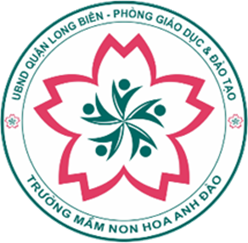 UBND QUẬN LONG BIÊN - PHÒNG GIÁO DỤC & ĐÀO TẠO
TRƯỜNG MẦM NON HOA ANH ĐÀO